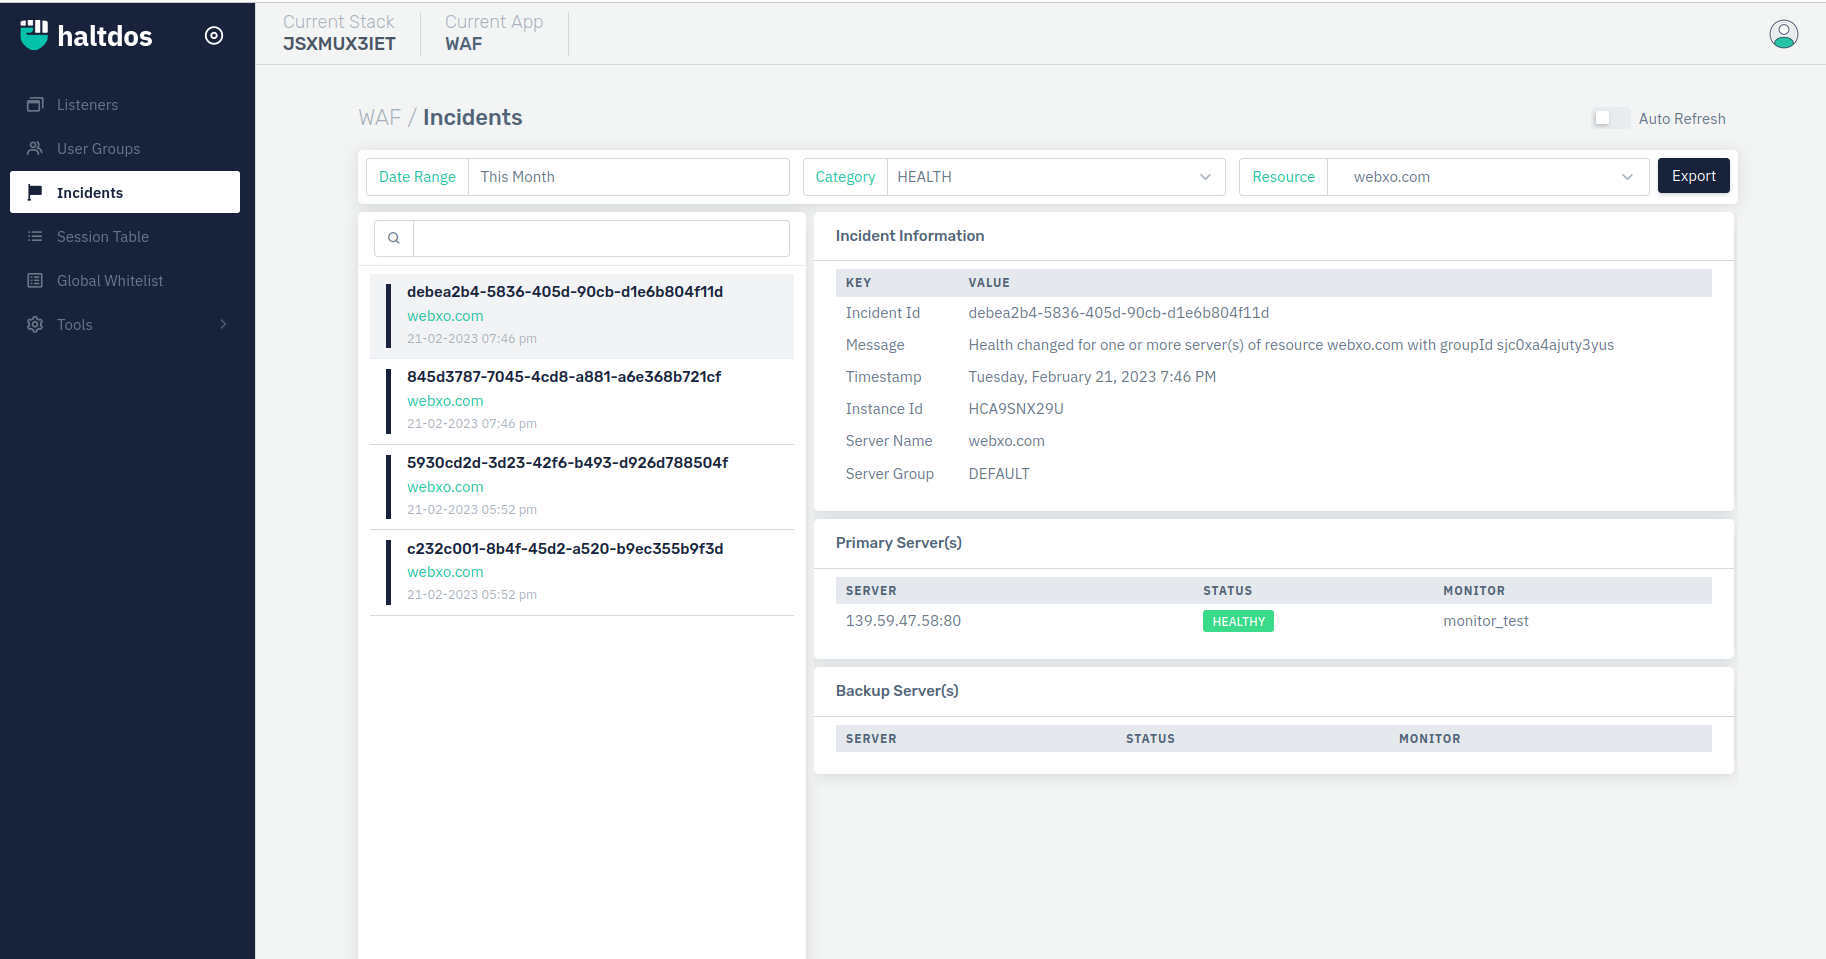 haltdos
Current Stack
JSXMUX3IET
Current App
WAF
Listeners
User Groups
Incidents
Session Table
Global Whitelist
Tools
WAF / Incidents
Auto Refresh
Date Range This Month
Category HEALTH
Resource webxo.com
Export
debea2b4-5836-405d-90cb-d1e6b804f11d
webxo.com
21-02-2023 07:46 pm
845d3787-7045-4cd8-a881-a6e368b721cf
webxo.com
21-02-2023 07:46 pm
5930cd2d-3d23-42f6-b493-d926d788504f
webxo.com
21-02-2023 05:52 pm
c232c001-8b4f-45d2-a520-b9ec355b9f3d
webxo.com
21-02-2023 05:52 pm
Incident Information
KEY VALUE
Incident Id debea2b4-5836-405d-90cb-d1e6b804f11d
Message Health changed for one or more server(s) of resource webxo.com with groupId sjc0xa4ajuty3yus
Timestamp Tuesday, February 21, 2023 7:46 PM
Instance Id HCA9SNX29U
Server Name webxo.com
Server Group DEFAULT
Primary Server(s)
SERVER STATUS MONITOR
139.59.47.58:80 HEALTHY monitor_test
Backup Server(s)
SERVER STATUS MONITOR